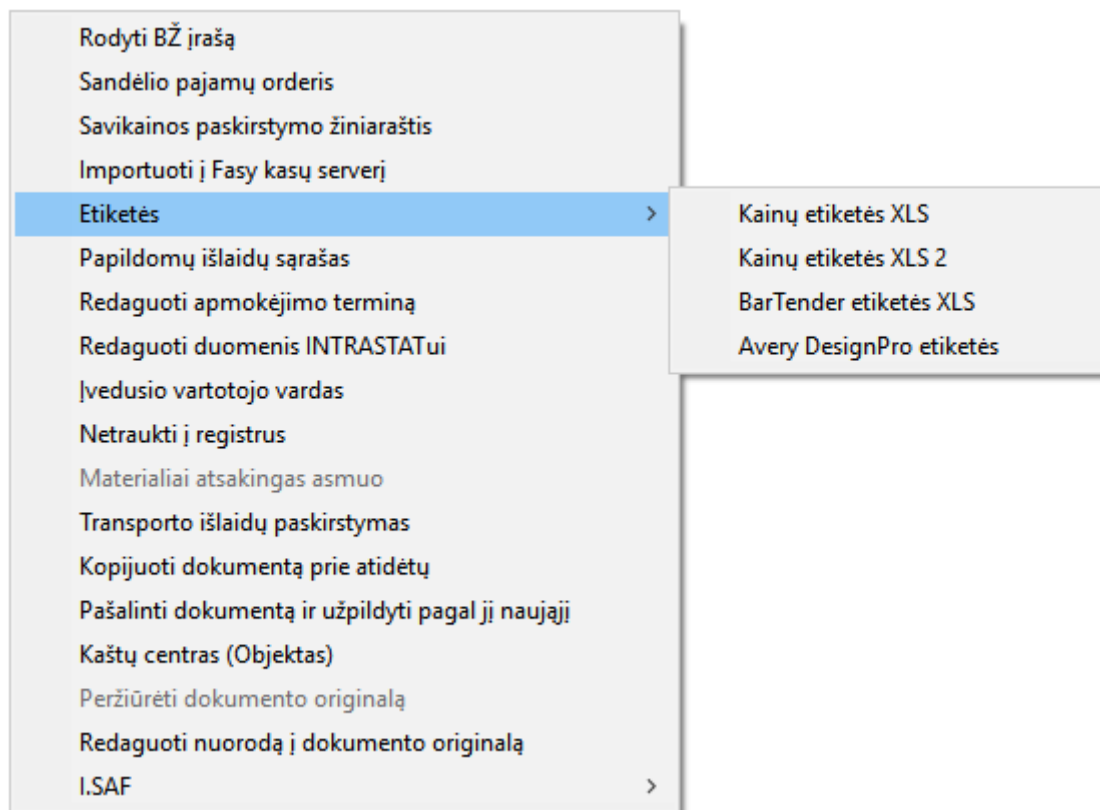 Rodyti BŽ įrašą
Sandėlio pajamų orderis
Savikainos paskirstymo žiniaraštis
Importuoti į Fasy kasų serverį
Etiketės
Kainų etiketės XLS
Kainų etiketės XLS 2
BarTender etiketės XLS
Avery DesignPro etiketės
Papildomų išlaidų sąrašas
Redaguoti apmokėjimo terminą
Redaguoti duomenis INTRASTATui
Įvedusio vartotojo vardas
Netraukti į registrus
Materialiai atsakingas asmuo
Transporto išlaidų paskirstymas
Kopijuoti dokumentą prie atidėtų
Pašalinti dokumentą ir užpildyti pagal jį naująjį
Kaštų centras (Objektas)
Peržiūrėti dokumento originalą
Redaguoti nuorodą į dokumento originalą
I.SAF